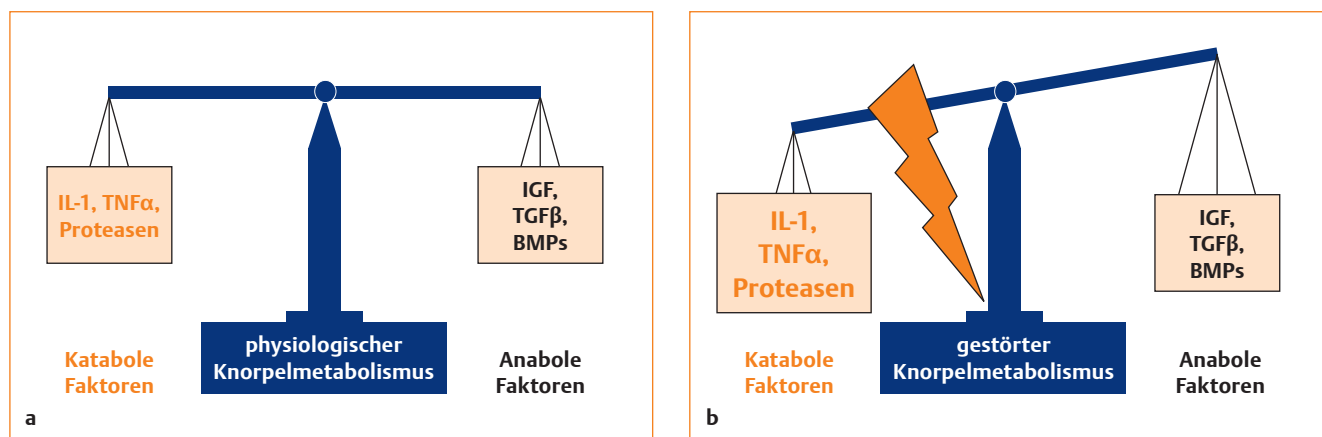 IL-1, TNFα,
Proteasen
IGF,
TGFβ,
BMPs
Katabole
Faktoren
physiologischer
Knorpelmetabolismus
Anabole
Faktoren
a
IL-1,
TNFα,
Proteasen
IGF,
TGFβ,
BMPs
Katabole
Faktoren
gestörter
Knorpelmetabolismus
Anabole
Faktoren
b